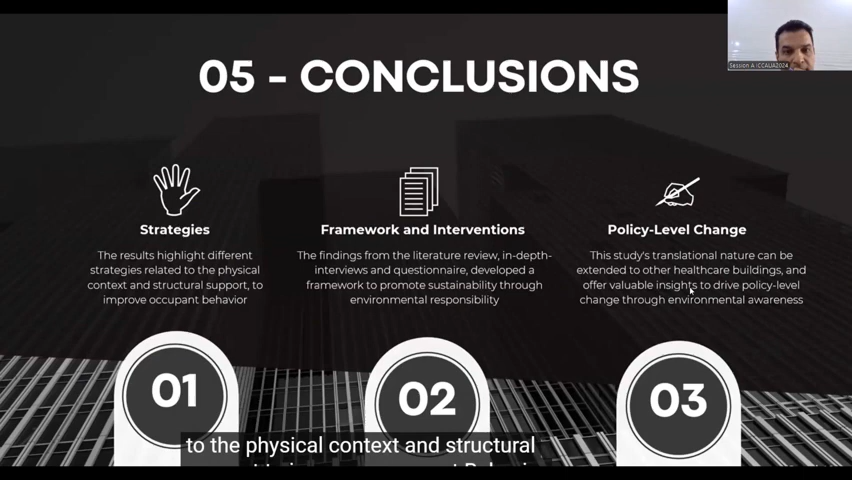 Session A ICCAUA2024
05 - CONCLUSIONS
Strategies
The results highlight different
strategies related to the physical
context and structural support, to
improve occupant behavior
Framework and Interventions
The findings from the literature review, in-depth-
interviews and questionnaire, developed a
framework to promote sustainability through
environmental responsibility
Policy-Level Change
This study's translational nature can be
extended to other healthcare buildings, and
offer valuable insights to drive policy-level
change through environmental awareness
01
02
03
to the physical context and structural